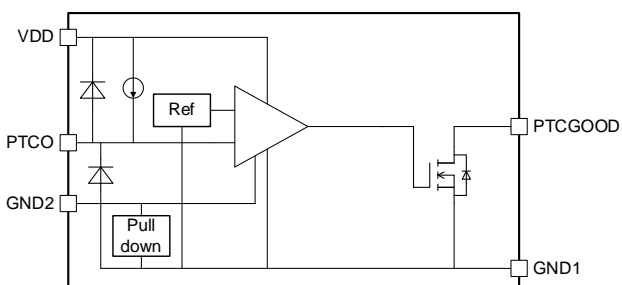 VDD
Ref
PTCO
PTCGOOD
GND2
Pull
down
GND1